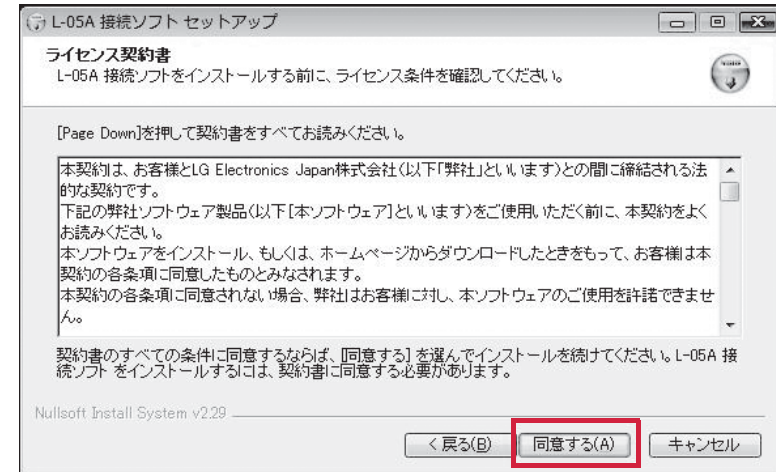 L-05A 接続ソフト セットアップ
ライセンス契約書
L-05A 接続ソフトをインストールする前に、ライセンス条件を確認してください。
[Page Down]を押して契約書をすべてお読みください。
本契約は、お客様とLG Electronics Japan株式会社(以下「弊社」といいます)との間に締結される法
的な契約です。
下記の弊社ソフトウェア製品(以下[本ソフトウェア]といいます)をご使用いただく前に、本契約をよく
お読みください。
本ソフトウェアをインストール、もしくは、ホームページからダウンロードしたときをもって、お客様は本
契約の各条項に同意したものとみなされます。
本契約の各条項に同意されない場合、弊社はお客様に対し、本ソフトウェアのご使用を許諾できませ
ん。
契約書のすべての条件に同意するならば、[同意する] を選んでインストールを続けてください。L-05A 接
続ソフト をインストールするには、契約書に同意する必要があります。
Nullsoft Install System v2.29
< 戻る(B)
同意する(A)
キャンセル